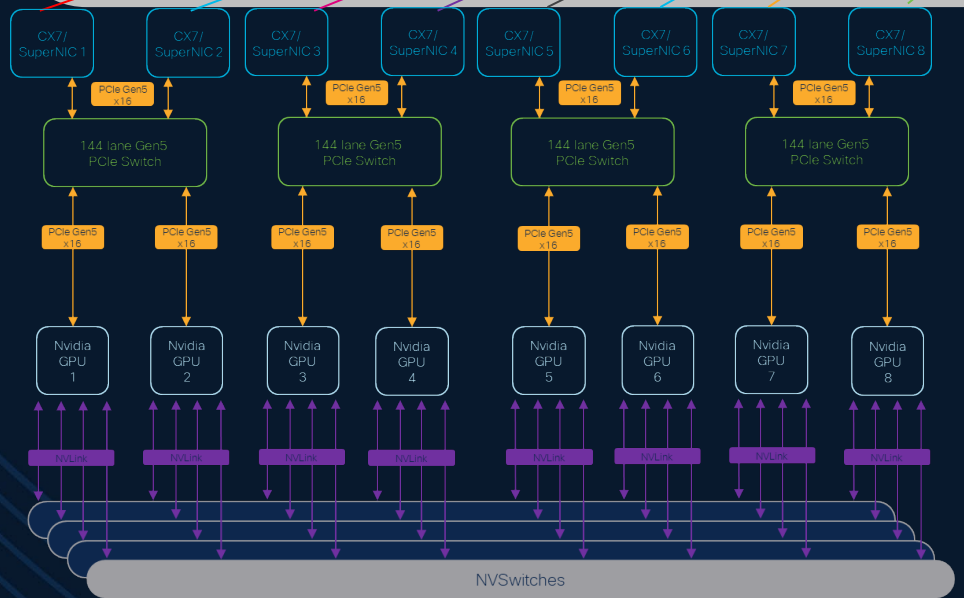 CX7/
SuperNIC 1
CX7/
SuperNIC 2
CX7/
SuperNIC 3
CX7/
SuperNIC 4
CX7/
SuperNIC 5
CX7/
SuperNIC 6
CX7/
SuperNIC 7
CX7/
SuperNIC 8
PCIe Gen5
x16
PCIe Gen5
x16
PCIe Gen5
x16
PCIe Gen5
x16
144 lane Gen5
PCIe Switch
144 lane Gen5
PCIe Switch
144 lane Gen5
PCIe Switch
144 lane Gen5
PCIe Switch
PCIe Gen5
x16
PCIe Gen5
x16
PCIe Gen5
x16
PCIe Gen5
x16
PCIe Gen5
x16
PCIe Gen5
x16
PCIe Gen5
x16
PCIe Gen5
x16
Nvidia
GPU
1
Nvidia
GPU
2
Nvidia
GPU
3
Nvidia
GPU
4
Nvidia
GPU
5
Nvidia
GPU
6
Nvidia
GPU
7
Nvidia
GPU
8
NVLink
NVLink
NVLink
NVLink
NVLink
NVLink
NVLink
NVLink
NVSwitches